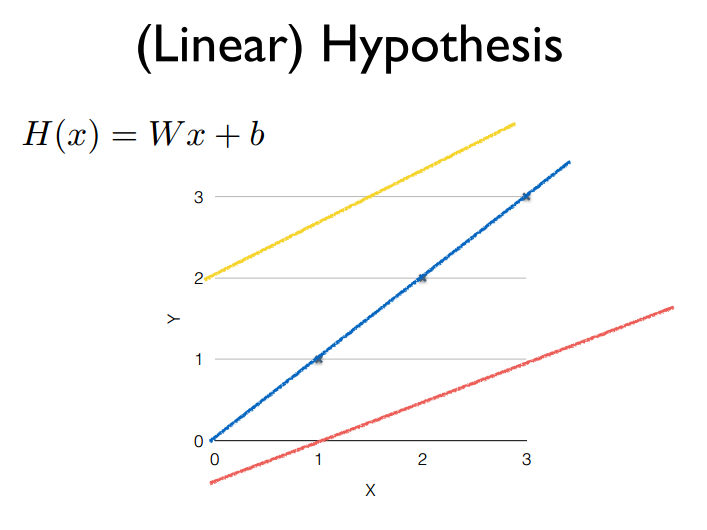 (Linear) Hypothesis
H(x) = Wx + b
3
2
1
0
Y
0 1 2 3
X